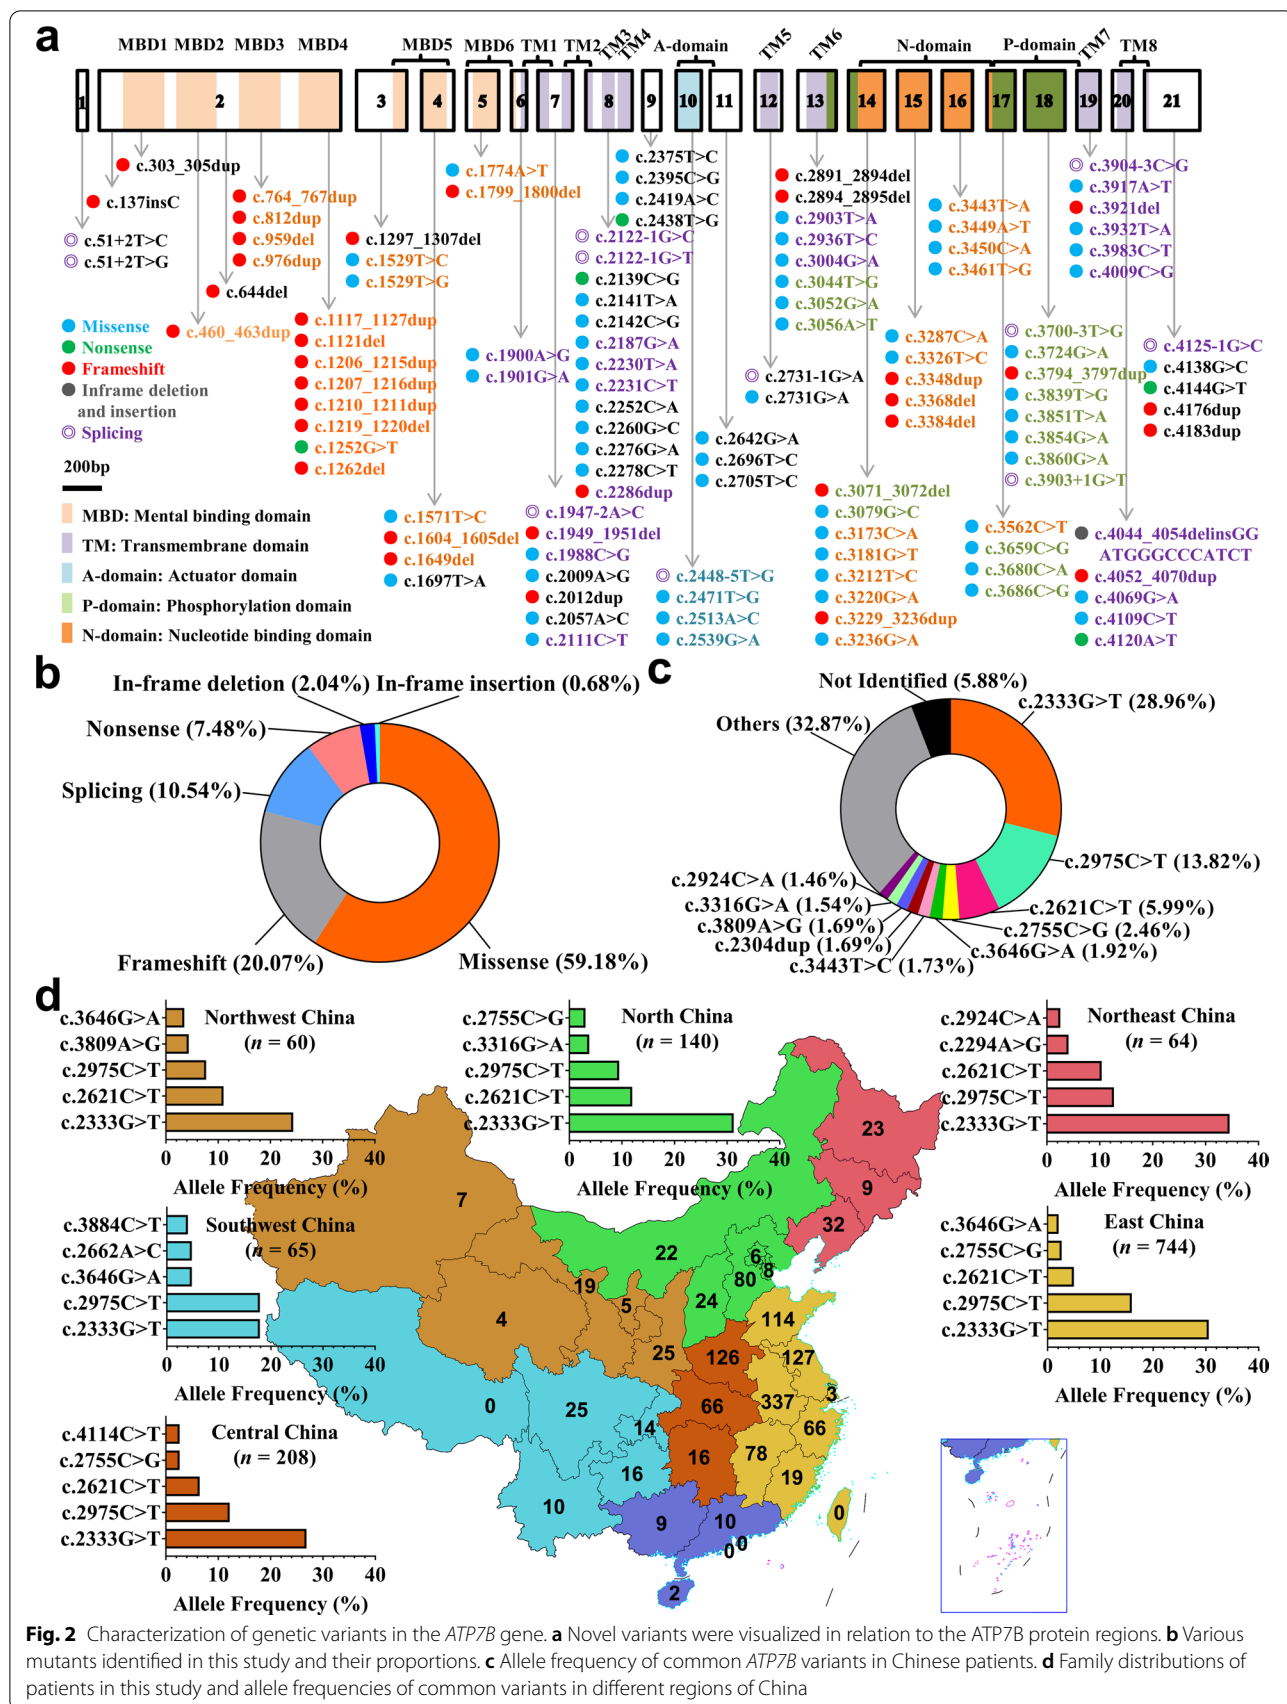 a
MBD1 MBD2 MBD3 MBD4 MBD5 MBD6 TM1 TM2 TM3 TM4 A-domain TM5 TM6 N-domain P-domain TM7 TM8
1 2 3 4 5 6 7 8 9 10 11 12 13 14 15 16 17 18 19 20 21
c.51+2T>C
c.51+2T>G
c.137insC
c.303_305dup
c.460_463dup
c.644del
c.764_767dup
c.812dup
c.959del
c.976dup
c.1117_1127dup
c.1121del
c.1206_1215dup
c.1207_1216dup
c.1210_1211dup
c.1219_1220del
c.1252G>T
c.1262del
c.1297_1307del
c.1529T>C
c.1529T>G
c.1571T>C
c.1604_1605del
c.1649del
c.1697T>A
c.1774A>T
c.1799_1800del
c.1900A>G
c.1901G>A
c.1947-2A>C
c.1949_1951del
c.1988C>G
c.2009A>G
c.2012dup
c.2057A>C
c.2111C>T
c.2122-1G>C
c.2122-1G>T
c.2139C>G
c.2141T>A
c.2142C>G
c.2187G>A
c.2230T>A
c.2231C>T
c.2252C>A
c.2260G>C
c.2276G>A
c.2278C>T
c.2286dup
c.2375T>C
c.2395C>G
c.2419A>C
c.2438T>G
c.2448-5T>G
c.2471T>G
c.2513A>C
c.2539G>A
c.2642G>A
c.2696T>C
c.2705T>C
c.2731-1G>A
c.2731G>A
c.2891_2894del
c.2894_2895del
c.2903T>A
c.2936T>C
c.3004G>A
c.3044T>G
c.3052G>A
c.3056A>T
c.3071_3072del
c.3079G>C
c.3173C>A
c.3181G>T
c.3212T>C
c.3220G>A
c.3229_3236dup
c.3236G>A
c.3287C>A
c.3326T>C
c.3348dup
c.3368del
c.3384del
c.3443T>A
c.3449A>T
c.3450C>A
c.3461T>G
c.3562C>T
c.3659C>G
c.3680C>A
c.3686C>G
c.3700-3T>G
c.3724G>A
c.3794_3797dup
c.3839T>G
c.3851T>A
c.3854G>A
c.3860G>A
c.3903+1G>T
c.3904-3C>G
c.3917A>T
c.3921del
c.3932T>A
c.3983C>T
c.4009C>G
c.4044_4054delinsGG
ATGGGCCCATCT
c.4052_4070dup
c.4069G>A
c.4109C>T
c.4120A>T
c.4125-1G>C
c.4138G>C
c.4144G>T
c.4176dup
c.4183dup
Missense
Nonsense
Frameshift
Inframe deletion
and insertion
Splicing
200bp
MBD: Mental binding domain
TM: Transmembrane domain
A-domain: Actuator domain
P-domain: Phosphorylation domain
N-domain: Nucleotide binding domain
b
In-frame deletion (2.04%) In-frame insertion (0.68%)
Nonsense (7.48%)
Splicing (10.54%)
Frameshift (20.07%)
Missense (59.18%)
c
Not Identified (5.88%)
c.2333G>T (28.96%)
Others (32.87%)
c.2975C>T (13.82%)
c.2924C>A (1.46%)
c.2621C>T (5.99%)
c.3316G>A (1.54%)
c.2755C>G (2.46%)
c.3809A>G (1.69%)
c.2304dup (1.69%)
c.3646G>A (1.92%)
c.3443T>C (1.73%)
d
Northwest China
(n = 60)
c.3646G>A
c.3809A>G
c.2975C>T
c.2621C>T
c.2333G>T
0 10 20 30 40
Allele Frequency (%)
North China
(n = 140)
c.2755C>G
c.3316G>A
c.2975C>T
c.2621C>T
c.2333G>T
0 10 20 30 40
Allele Frequency (%)
Northeast China
(n = 64)
c.2924C>A
c.2294A>G
c.2621C>T
c.2975C>T
c.2333G>T
0 10 20 30 40
Allele Frequency (%)
Southwest China
(n = 65)
c.3884C>T
c.2662A>C
c.3646G>A
c.2975C>T
c.2333G>T
0 10 20 30 40
Allele Frequency (%)
East China
(n = 744)
c.3646G>A
c.2755C>G
c.2621C>T
c.2975C>T
c.2333G>T
0 10 20 30 40
Allele Frequency (%)
Central China
(n = 208)
c.4114C>T
c.2755C>G
c.2621C>T
c.2975C>T
c.2333G>T
0 10 20 30 40
Allele Frequency (%)
23
9
32
7
22
6
8
80
19
5
24
4
114
25
126
127
0
25
66
337
3
14
66
16
78
16
19
10
9
10
0
0
0
2
Fig. 2 Characterization of genetic variants in the ATP7B gene. a Novel variants were visualized in relation to the ATP7B protein regions. b Various
mutants identified in this study and their proportions. c Allele frequency of common ATP7B variants in Chinese patients. d Family distributions of
patients in this study and allele frequencies of common variants in different regions of China